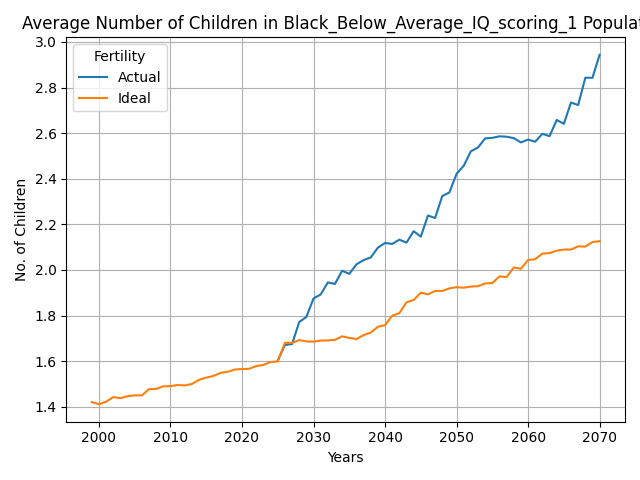 Average Number of Children in Black_Below_Average_IQ_scoring_1 Populat
3.0
2.8
2.6
2.4
2.2
2.0
1.8
1.6
1.4
No. of Children
Fertility
Actual
Ideal
2000 2010 2020 2030 2040 2050 2060 2070
Years